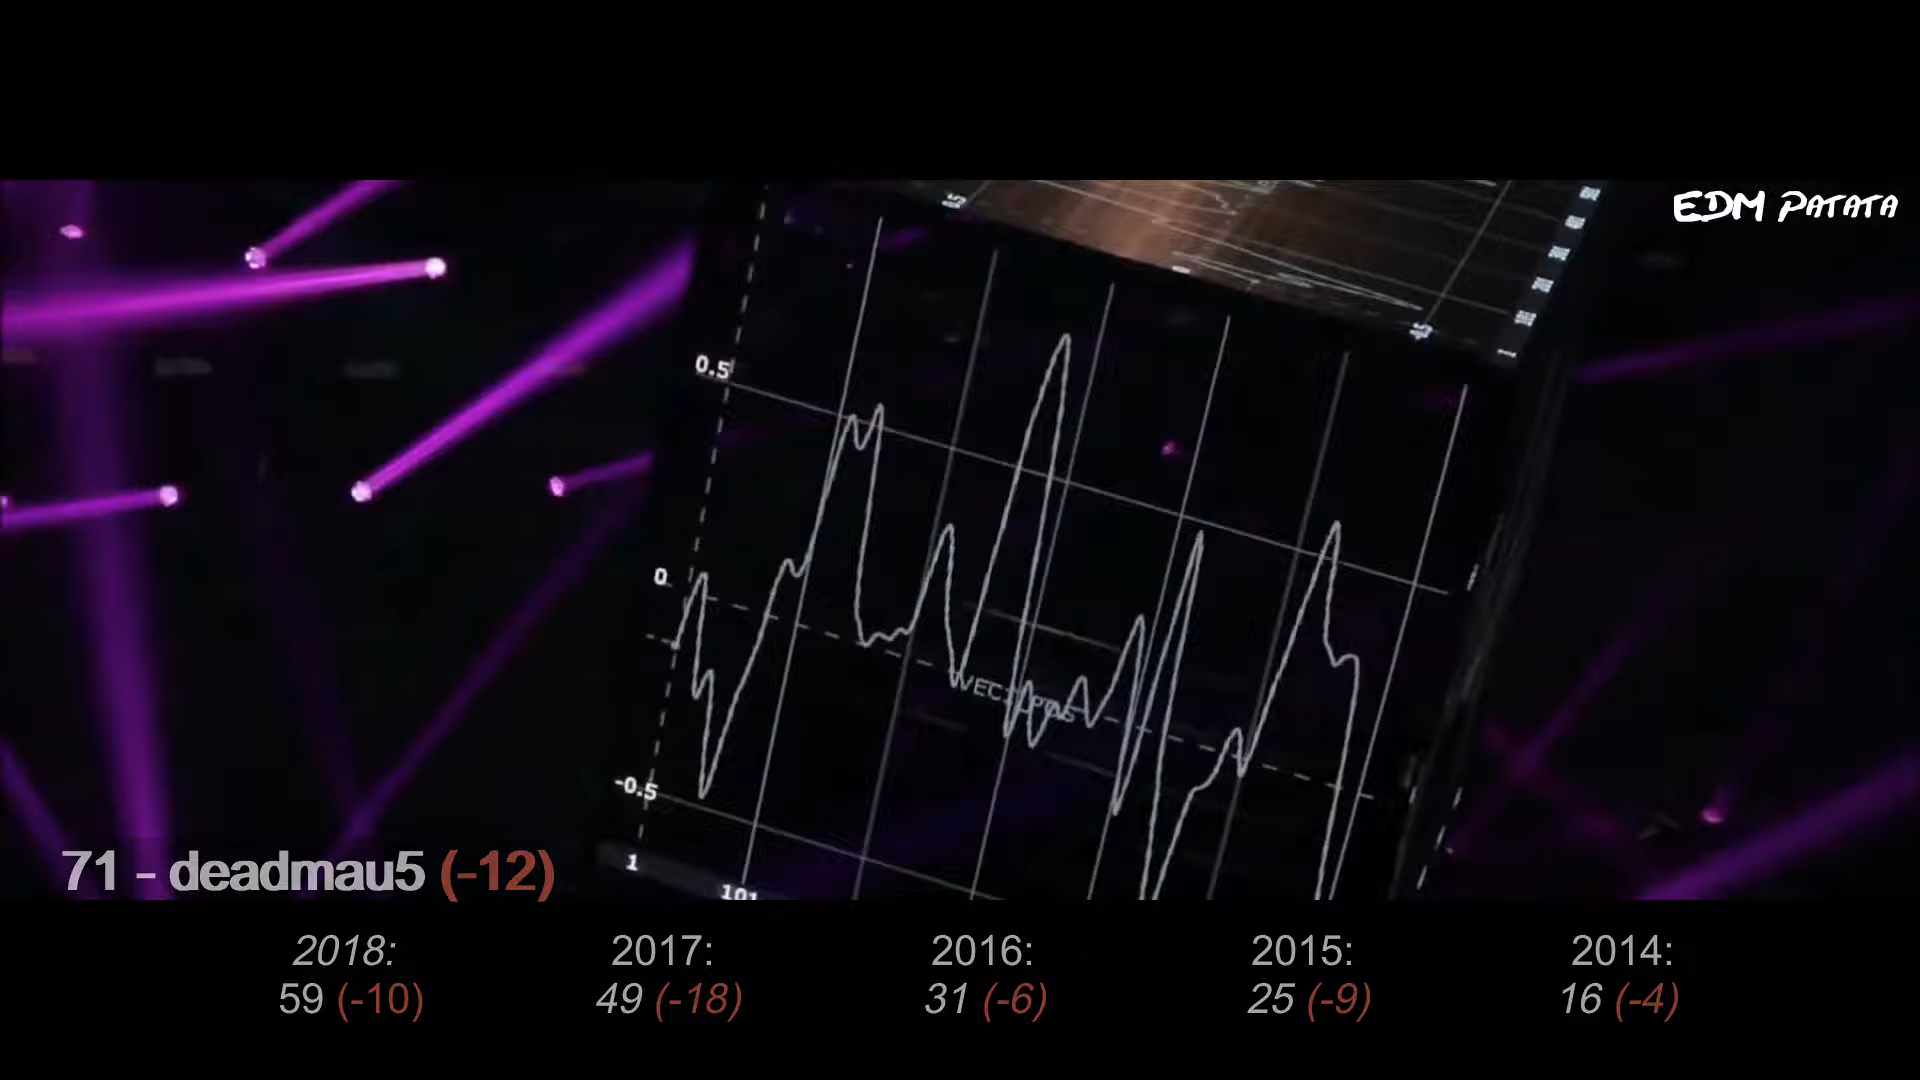 EDM PATATA
0.5
0
-0.5
1
101
71 - deadmau5 (-12)
2018: 2017: 2016: 2015: 2014:
59 (-10) 49 (-18) 31 (-6) 25 (-9) 16 (-4)